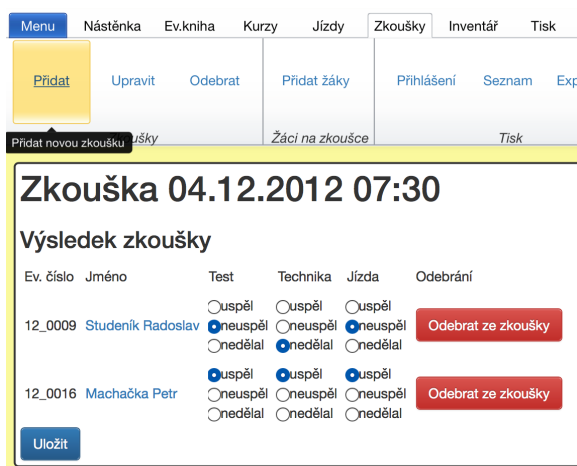 Menu Nástěnka Ev.kniha Kurzy Jízdy Zkoušky Inventář Tisk
Přidat Upravit Odebrat Přidat žáky Přihlášení Seznam
Žáci na zkoušce Tisk
Přidat novou zkoušku
Zkouška 04.12.2012 07:30
Výsledek zkoušky
Ev. číslo Jméno Test Technika Jízda Odebrání
uspěl uspěl uspěl
12_0009 Studeník Radoslav neuspěl neuspěl neuspěl Odebrat ze zkoušky
nedělal nedělal nedělal
uspěl uspěl uspěl
12_0016 Machačka Petr neuspěl neuspěl neuspěl Odebrat ze zkoušky
nedělal nedělal nedělal
Uložit